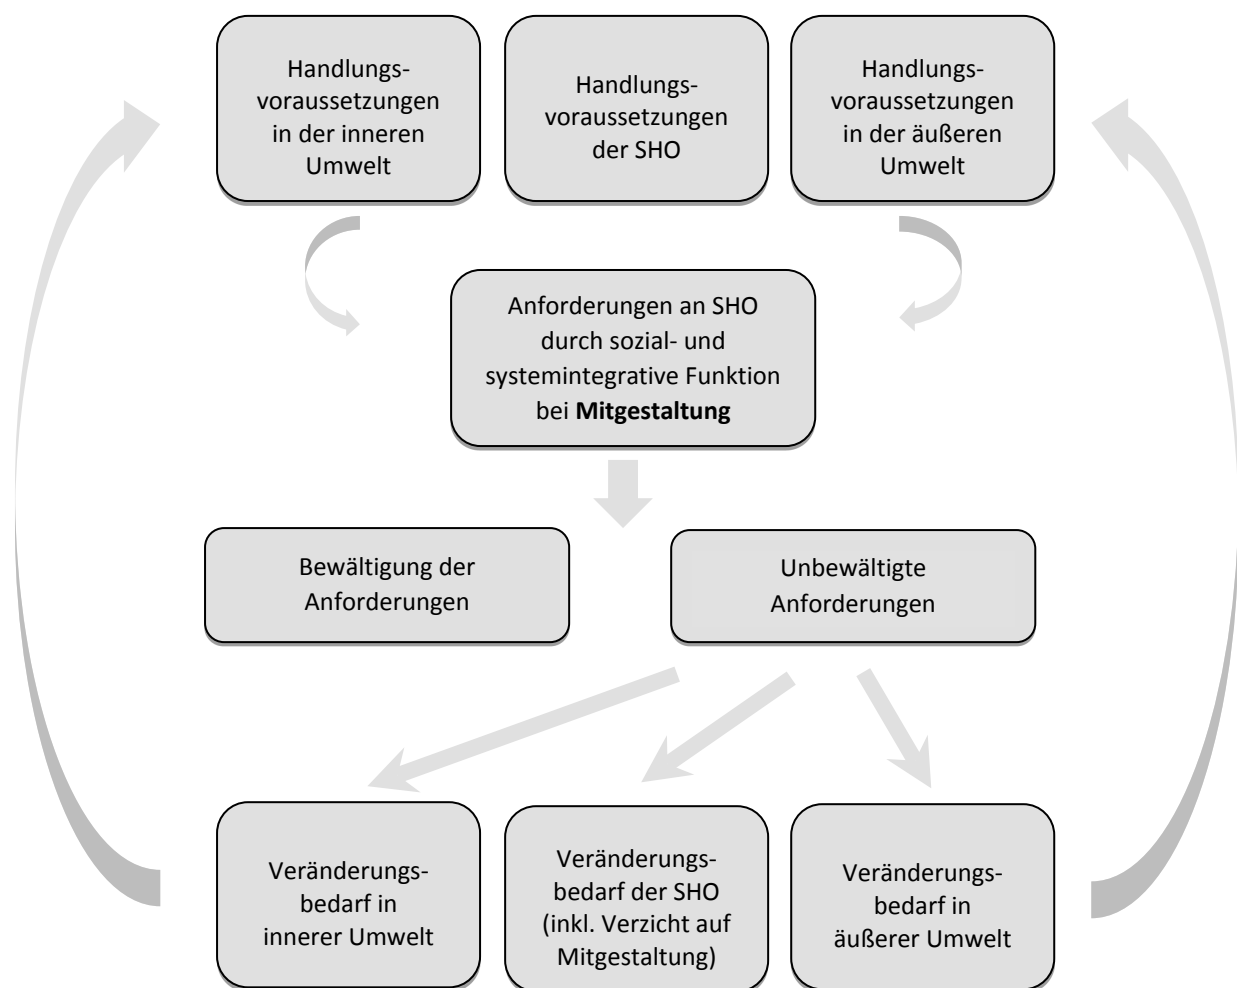 Handlungs-
voraussetzungen
in der inneren
Umwelt
Handlungs-
voraussetzungen
der SHO
Handlungs-
voraussetzungen
in der äußeren
Umwelt
Anforderungen an SHO
durch sozial- und
systemintegrative Funktion
bei Mitgestaltung
Bewältigung der
Anforderungen
Unbewältigte
Anforderungen
Veränderungs-
bedarf in
innerer Umwelt
Veränderungs-
bedarf der SHO
(inkl. Verzicht auf
Mitgestaltung)
Veränderungs-
bedarf in
äußerer Umwelt